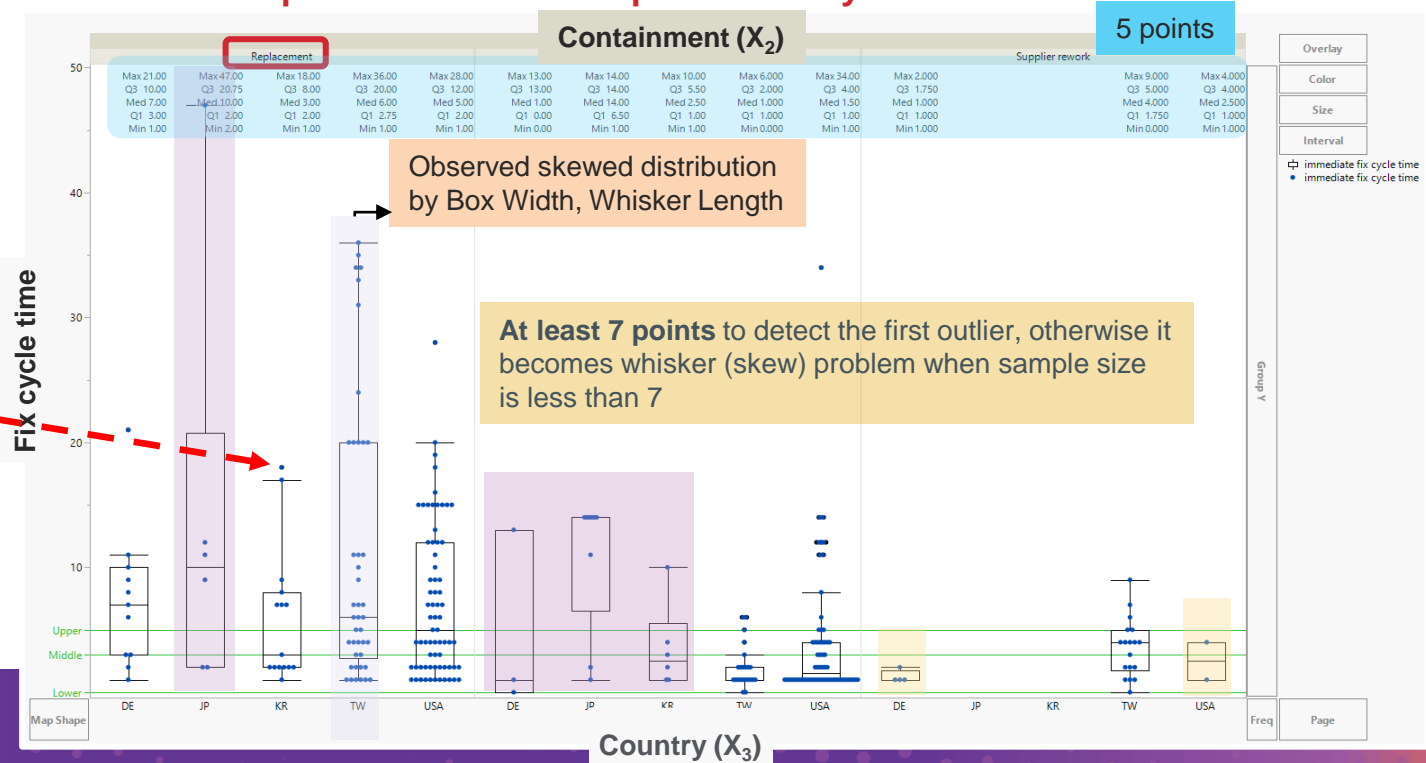 5 points
Containment (X2)
Replacement
Supplier rework
Max 21.00 Max 47.00 Max 18.00 Max 36.00 Max 28.00 Max 13.00 Max 14.00 Max 10.00 Max 6.000 Max 34.00 Max 2.000 Max 9.000 Max 4.000
Q3 10.00 Q3 20.75 Q3 8.00 Q3 20.00 Q3 12.00 Q3 13.00 Q3 14.00 Q3 5.50 Q3 2.000 Q3 4.00 Q3 1.750 Q3 5.000 Q3 4.000
Med 7.00 Med 10.00 Med 3.00 Med 6.00 Med 5.00 Med 1.00 Med 14.00 Med 2.50 Med 1.000 Med 1.50 Med 1.000 Med 4.000 Med 2.500
Q1 3.00 Q1 2.00 Q1 2.00 Q1 2.75 Q1 2.00 Q1 0.00 Q1 6.50 Q1 1.00 Q1 1.000 Q1 1.00 Q1 1.000 Q1 1.750 Q1 1.000
Min 1.00 Min 2.00 Min 1.00 Min 1.00 Min 1.00 Min 0.00 Min 1.00 Min 1.00 Min 0.000 Min 1.00 Min 1.000 Min 0.000 Min 1.000
Overlay
Color
Size
Interval
immediate fix cycle time
immediate fix cycle time
Observed skewed distribution
by Box Width, Whisker Length
At least 7 points to detect the first outlier, otherwise it
becomes whisker (skew) problem when sample size
is less than 7
Fix cycle time
50
40
30
20
10
Upper
Middle
Lower
Group Y
Map Shape
DE JP KR TW USA DE JP KR TW USA DE JP KR TW USA
Freq
Page
Country (X3)